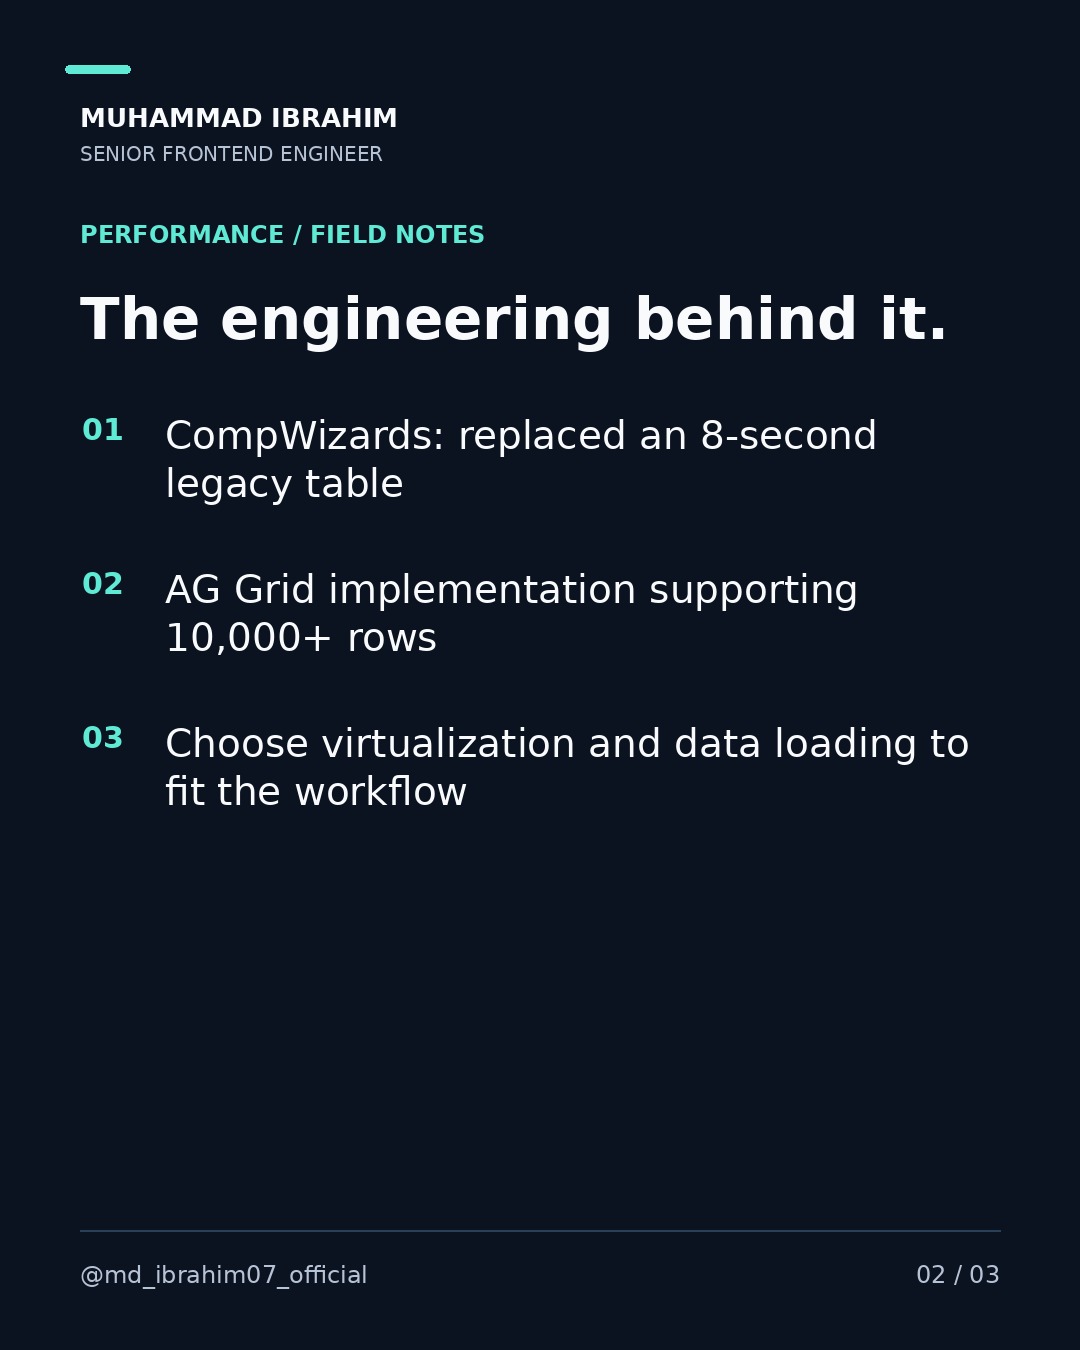 MUHAMMAD IBRAHIM
SENIOR FRONTEND ENGINEER
PERFORMANCE / FIELD NOTES
The engineering behind it.
01 CompWizards: replaced an 8-second
legacy table
02 AG Grid implementation supporting
10,000+ rows
03 Choose virtualization and data loading to
fit the workflow
@md_ibrahim07_official 02 / 03